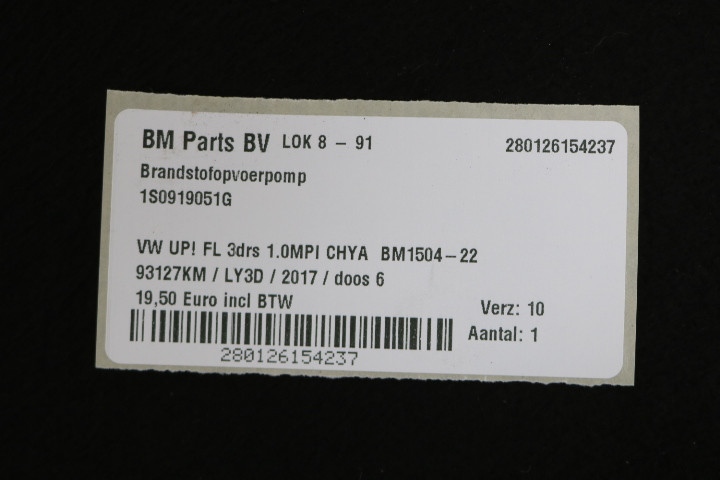 BM Parts BV LOK 8 - 91 280126154237
Brandstofopvoerpomp
1S0919051G
VW UP! FL 3drs 1.0MPI CHYA BM1504-22
93127KM / LY3D / 2017 / doos 6
19,50 Euro incl BTW
Verz: 10
Aantal: 1
280126154237